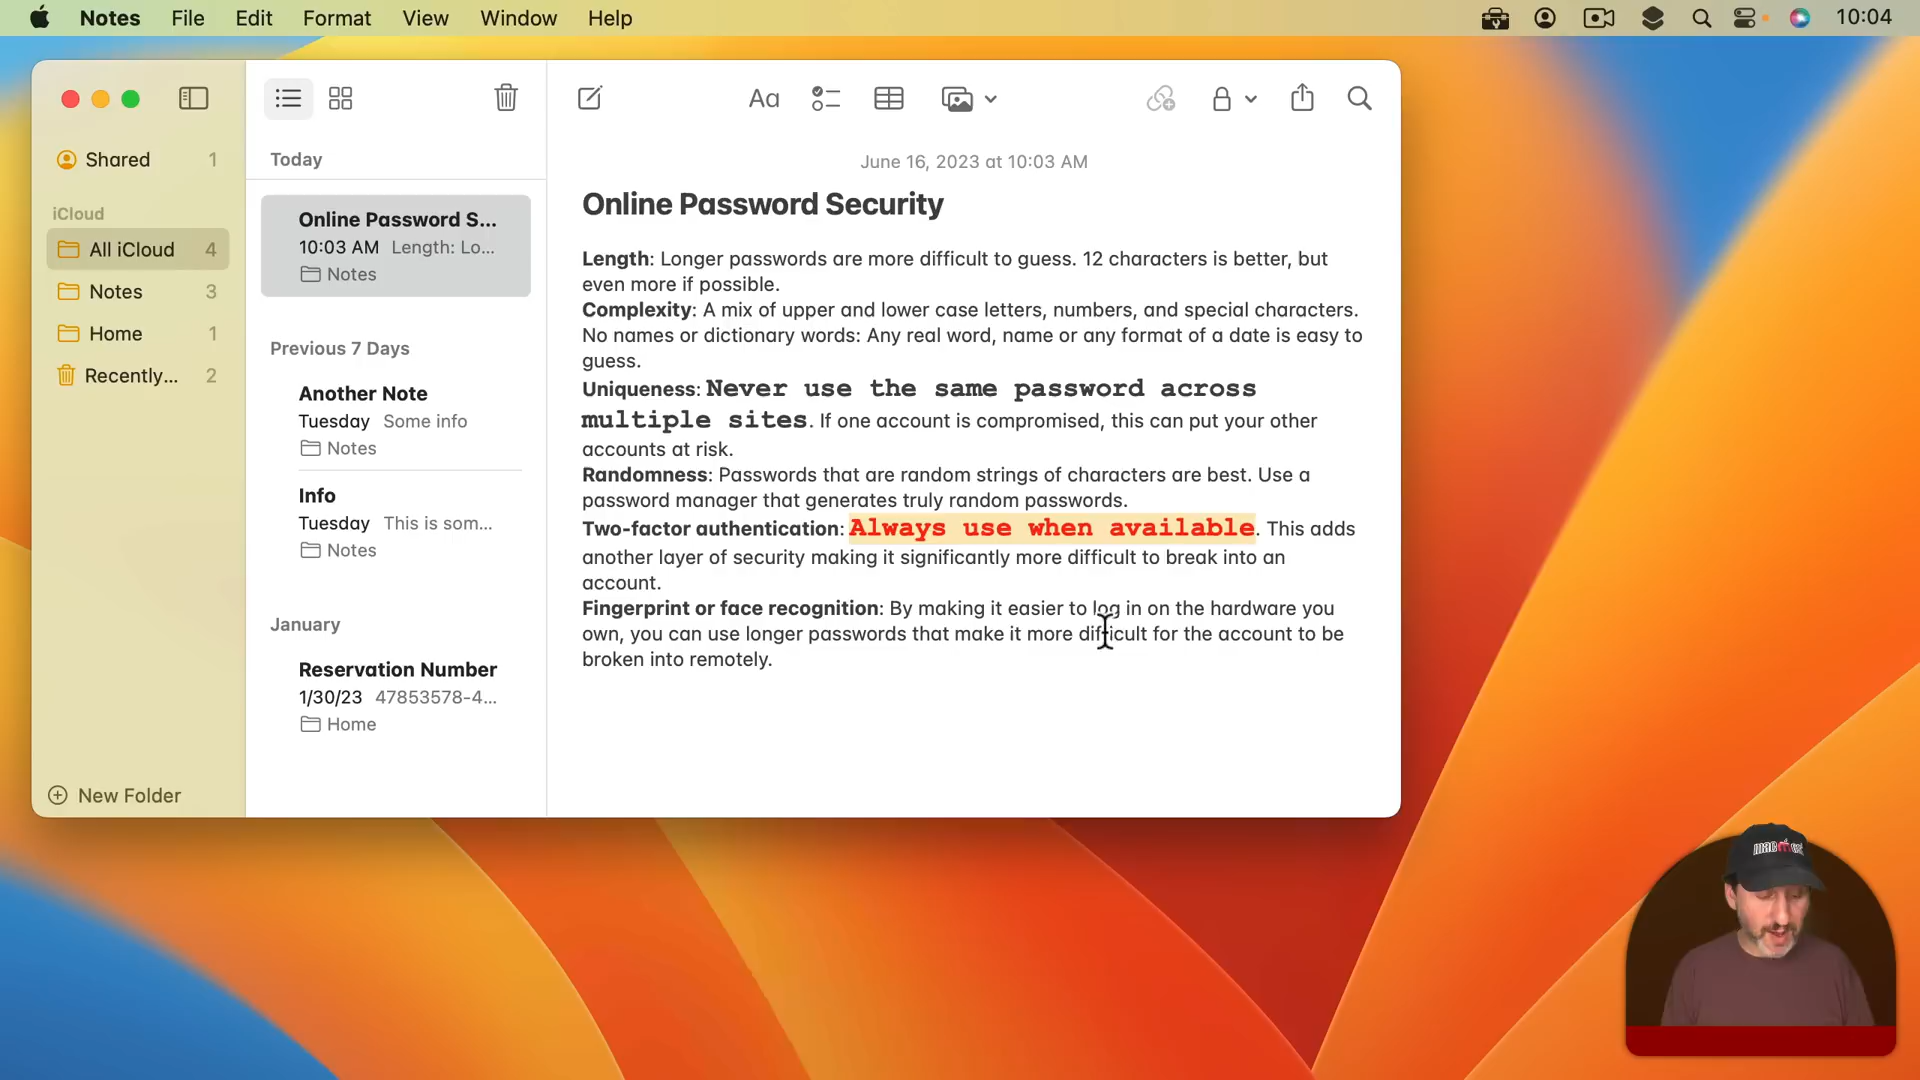 Notes File Edit Format View Window Help 10:04
Shared 1
iCloud
All iCloud 4
Notes 3
Home 1
Recently... 2
New Folder
Today
Online Password S...
10:03 AM Length: Lo...
Notes
Previous 7 Days
Another Note
Tuesday Some info
Notes
Info
Tuesday This is som...
Notes
January
Reservation Number
1/30/23 47853578-4...
Home
Aa
June 16, 2023 at 10:03 AM
Online Password Security
Length: Longer passwords are more difficult to guess. 12 characters is better, but
even more if possible.
Complexity: A mix of upper and lower case letters, numbers, and special characters.
No names or dictionary words: Any real word, name or any format of a date is easy to
guess.
Uniqueness: Never use the same password across
multiple sites. If one account is compromised, this can put your other
accounts at risk.
Randomness: Passwords that are random strings of characters are best. Use a
password manager that generates truly random passwords.
Two-factor authentication: Always use when available. This adds
another layer of security making it significantly more difficult to break into an
account.
Fingerprint or face recognition: By making it easier to log in on the hardware you
own, you can use longer passwords that make it more difficult for the account to be
broken into remotely.